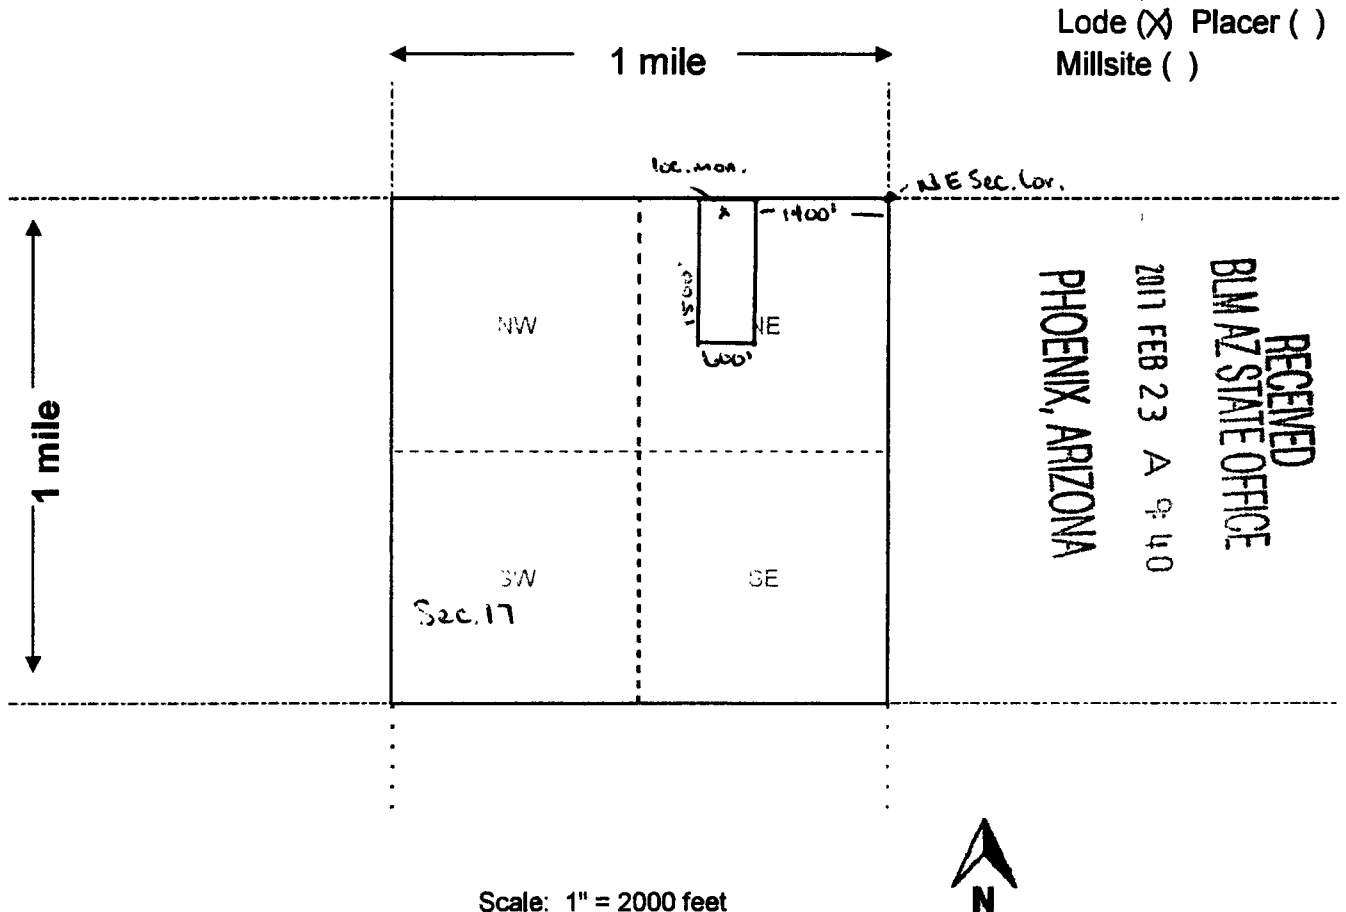 Lode (X) Placer ( )
Millsite ( )
1 mile
loc. mon.
NE Sec. Cor.
1400'
1500'
600'
NW
NE
1 mile
SW
SE
Sec. 17
RECEIVED
BLM AZ STATE OFFICE
2017 FEB 23 A 9:40
PHOENIX, ARIZONA
Scale: 1" = 2000 feet
N